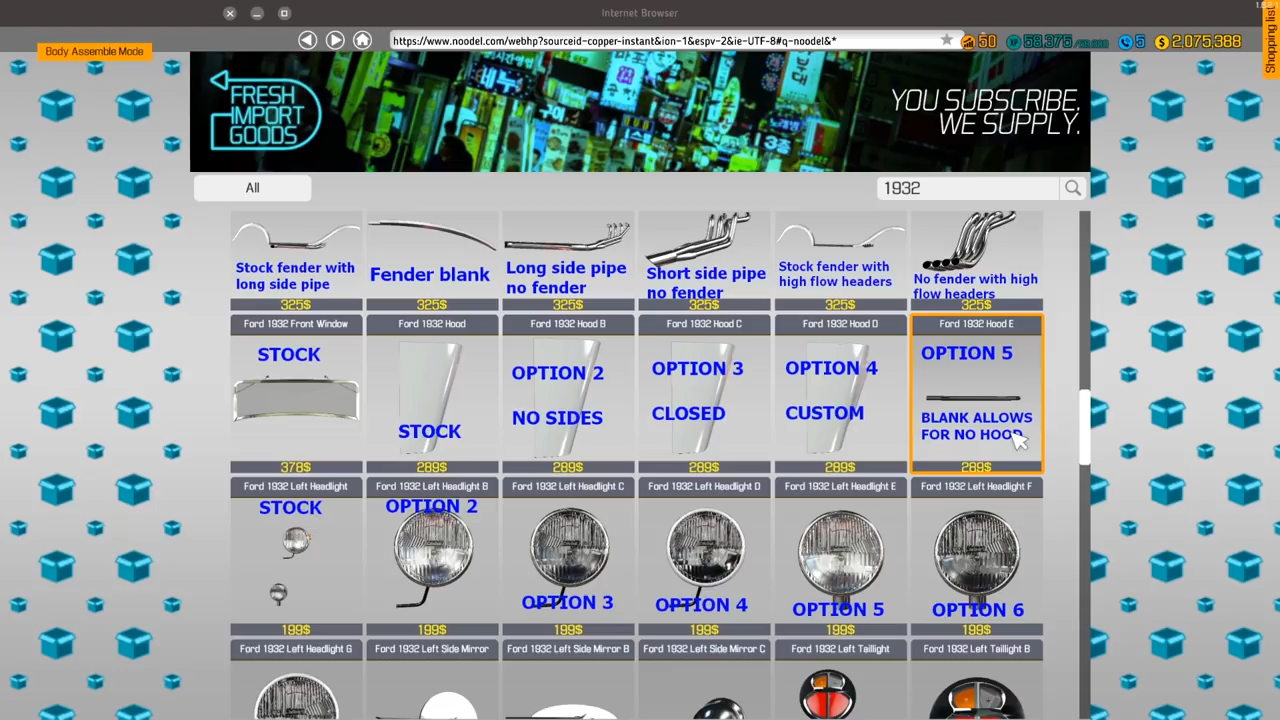 Internet Browser
Body Assemble Mode
https://www.noodel.com/webhp?sourceid-copper-instant&ion-1&espv-2&ie-UTF-8#q-noodel&*
50
58,375
5
2,075,388
Shopping list
FRESH
IMPORT
GOODS
YOU SUBSCRIBE.
WE SUPPLY.
All
1932
Stock fender with
long side pipe
Fender blank
Long side pipe
no fender
Short side pipe
no fender
Stock fender with
high flow headers
No fender with high
flow headers
325$ 325$ 325$ 325$ 325$ 325$
Ford 1932 Front Window
Ford 1932 Hood
Ford 1932 Hood B
Ford 1932 Hood C
Ford 1932 Hood D
Ford 1932 Hood E
STOCK
STOCK
OPTION 2
NO SIDES
OPTION 3
CLOSED
OPTION 4
CUSTOM
OPTION 5
BLANK ALLOWS
FOR NO HOOD
378$ 289$ 289$ 289$ 289$ 289$
Ford 1932 Left Headlight
Ford 1932 Left Headlight B
Ford 1932 Left Headlight C
Ford 1932 Left Headlight D
Ford 1932 Left Headlight E
Ford 1932 Left Headlight F
STOCK
OPTION 2
OPTION 3
OPTION 4
OPTION 5
OPTION 6
199$ 199$ 199$ 199$ 199$ 199$
Ford 1932 Left Headlight G
Ford 1932 Left Side Mirror
Ford 1932 Left Side Mirror B
Ford 1932 Left Side Mirror C
Ford 1932 Left Taillight
Ford 1932 Left Taillight B